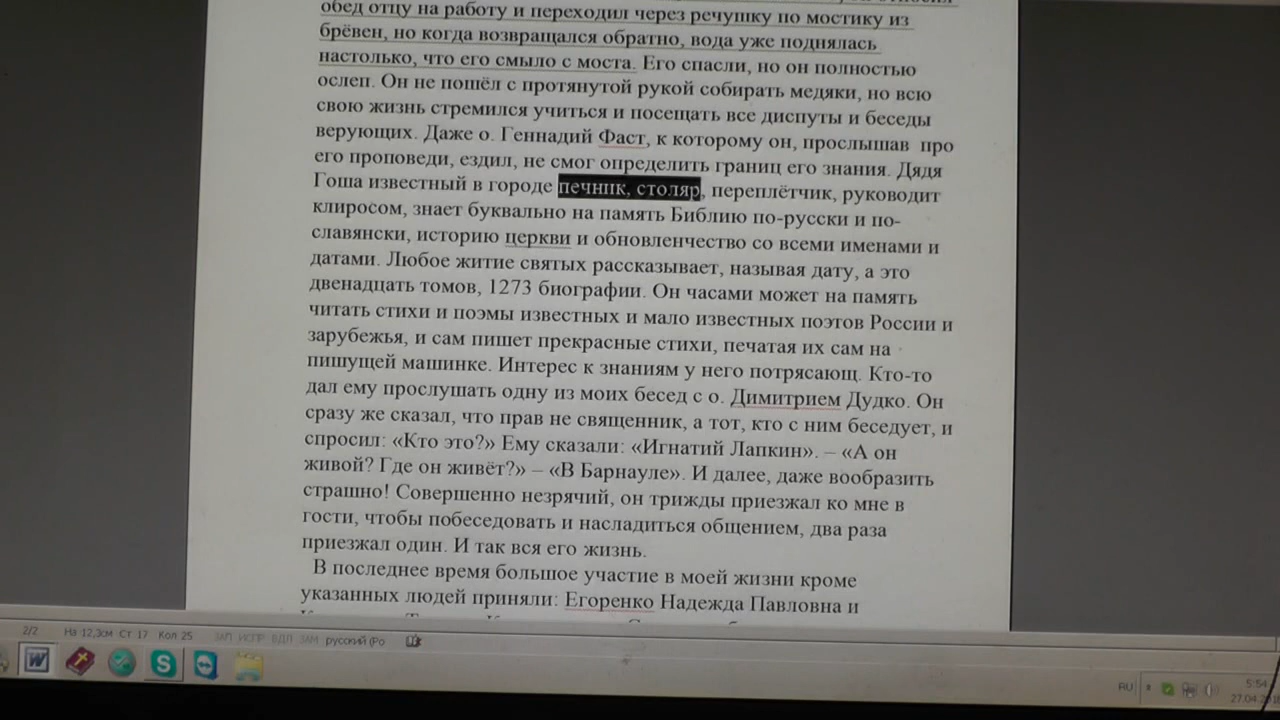 обед отцу на работу и переходил через речушку по мостику из
брёвен, но когда возвращался обратно, вода уже поднялась
настолько, что его смыло с моста. Его спасли, но он полностью
ослеп. Он не пошёл с протянутой рукой собирать медяки, но всю
свою жизнь стремился учиться и посещать все диспуты и беседы
верующих. Даже о. Геннадий Фаст, к которому он, прослышав про
его проповеди, ездил, не смог определить границ его знания. Дядя
Гоша известный в городе печник, столяр, переплётчик, руководит
клиросом, знает буквально на память Библию по-русски и по-
славянски, историю церкви и обновленчество со всеми именами и
датами. Любое житие святых рассказывает, называя дату, а это
двенадцать томов, 1273 биографии. Он часами может на память
читать стихи и поэмы известных и мало известных поэтов России и
зарубежья, и сам пишет прекрасные стихи, печатая их сам на
пишущей машинке. Интерес к знаниям у него потрясающ. Кто-то
дал ему прослушать одну из моих бесед с о. Димитрием Дудко. Он
сразу же сказал, что прав не священник, а тот, кто с ним беседует, и
спросил: «Кто это?» Ему сказали: «Игнатий Лапкин». – «А он
живой? Где он живёт?» – «В Барнауле». И далее, даже вообразить
страшно! Совершенно незрячий, он трижды приезжал ко мне в
гости, чтобы побеседовать и насладиться общением, два раза
приезжал один. И так вся его жизнь.
В последнее время большое участие в моей жизни кроме
указанных людей приняли: Егоренко Надежда Павловна и
2/2 На 12,3см Ст 17 Кол 25 ЗАП ИСПР ВДЛ ЗАМ русский (Ро
RU 5:54
27.04.